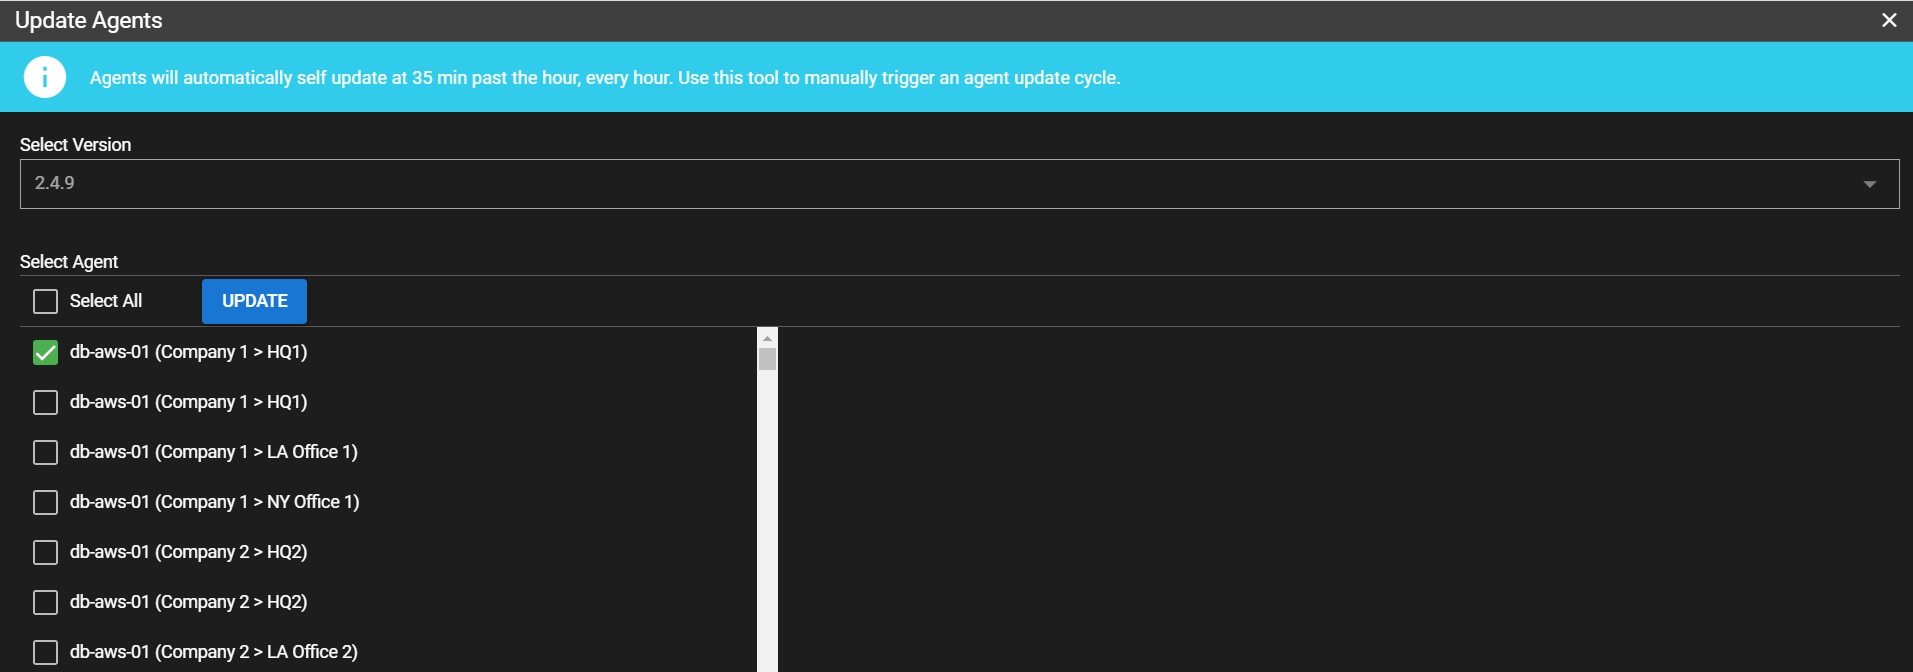 Update Agents
Agents will automatically self update at 35 min past the hour, every hour. Use this tool to manually trigger an agent update cycle.
Select Version
2.4.9
Select Agent
Select All
UPDATE
db-aws-01 (Company 1 > HQ1)
db-aws-01 (Company 1 > HQ1)
db-aws-01 (Company 1 > LA Office 1)
db-aws-01 (Company 1 > NY Office 1)
db-aws-01 (Company 2 > HQ2)
db-aws-01 (Company 2 > HQ2)
db-aws-01 (Company 2 > LA Office 2)